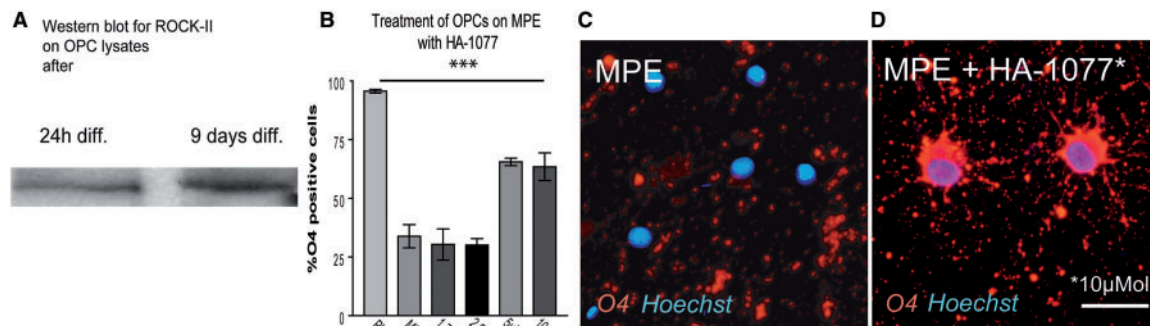 A
Western blot for ROCK-II
on OPC lysates
after
24h diff.
9 days diff.
B
Treatment of OPCs on MPE
with HA-1077
***
%O4 positive cells
100
75
50
25
0
C
MPE
O4 Hoechst
D
MPE + HA-1077*
O4 Hoechst
*10µMol